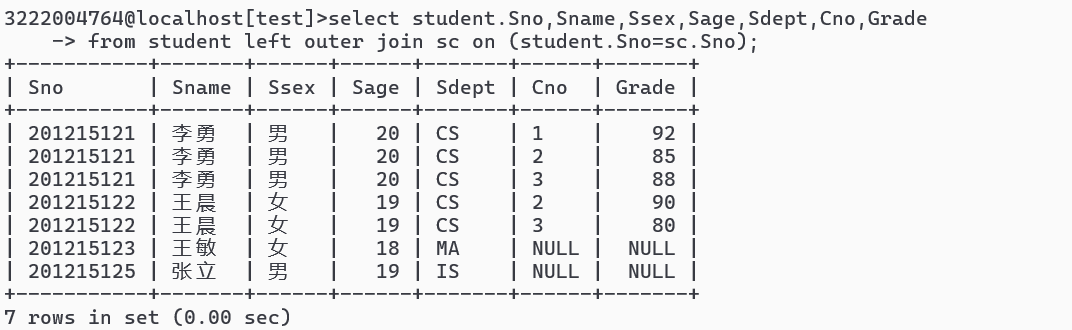 3222004764@localhost[test]>select student.Sno,Sname,Ssex,Sage,Sdept,Cno,Grade
    -> from student left outer join sc on (student.Sno=sc.Sno);
+-----------+-------+------+------+-------+------+-------+
| Sno       | Sname | Ssex | Sage | Sdept | Cno  | Grade |
+-----------+-------+------+------+-------+------+-------+
| 201215121 | 李勇  | 男   |   20 | CS    | 1    |    92 |
| 201215121 | 李勇  | 男   |   20 | CS    | 2    |    85 |
| 201215121 | 李勇  | 男   |   20 | CS    | 3    |    88 |
| 201215122 | 王晨  | 女   |   19 | CS    | 2    |    90 |
| 201215122 | 王晨  | 女   |   19 | CS    | 3    |    80 |
| 201215123 | 王敏  | 女   |   18 | MA    | NULL |  NULL |
| 201215125 | 张立  | 男   |   19 | IS    | NULL |  NULL |
+-----------+-------+------+------+-------+------+-------+
7 rows in set (0.00 sec)